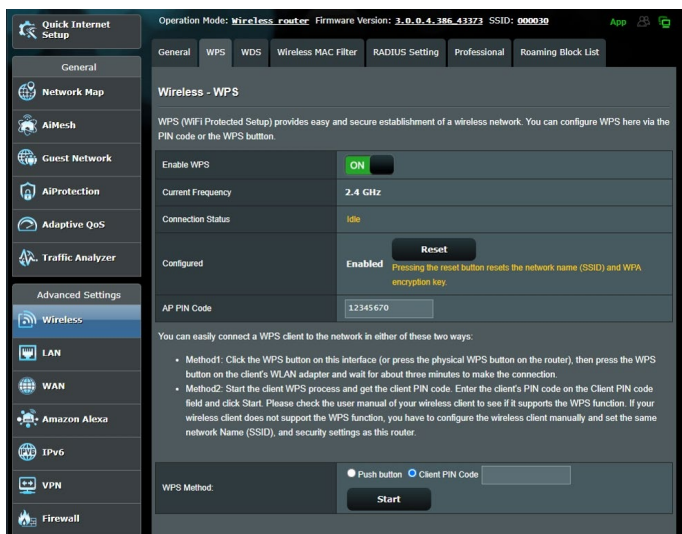 Quick Internet
Setup
General
Network Map
AiMesh
Guest Network
AiProtection
Adaptive QoS
Traffic Analyzer
Advanced Settings
Wireless
LAN
WAN
Amazon Alexa
IPv6
VPN
Firewall
Operation Mode: Wireless router Firmware Version: 3.0.0.4.386_43373 SSID: 000030 App
General WPS WDS Wireless MAC Filter RADIUS Setting Professional Roaming Block List
Wireless - WPS
WPS (WiFi Protected Setup) provides easy and secure establishment of a wireless network. You can configure WPS here via the
PIN code or the WPS buttton.
Enable WPS ON
Current Frequency 2.4 GHz
Connection Status Idle
Configured Enabled Reset
Pressing the reset button resets the network name (SSID) and WPA
encryption key.
AP PIN Code 12345670
You can easily connect a WPS client to the network in either of these two ways:
• Method1: Click the WPS button on this interface (or press the physical WPS button on the router), then press the WPS
button on the client's WLAN adapter and wait for about three minutes to make the connection.
• Method2: Start the client WPS process and get the client PIN code. Enter the client's PIN code on the Client PIN code
field and click Start. Please check the user manual of your wireless client to see if it supports the WPS function. If your
wireless client does not support the WPS function, you have to configure the wireless client manually and set the same
network Name (SSID), and security settings as this router.
WPS Method: Push button Client PIN Code
Start